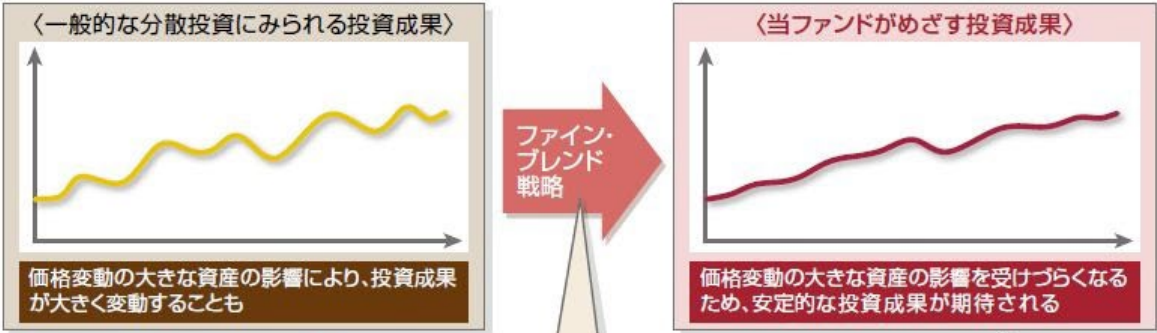 〈一般的な分散投資にみられる投資成果〉
価格変動の大きな資産の影響により、投資成果
が大きく変動することも
ファイン・
ブレンド
戦略
〈当ファンドがめざす投資成果〉
価格変動の大きな資産の影響を受けづらくなる
ため、安定的な投資成果が期待される